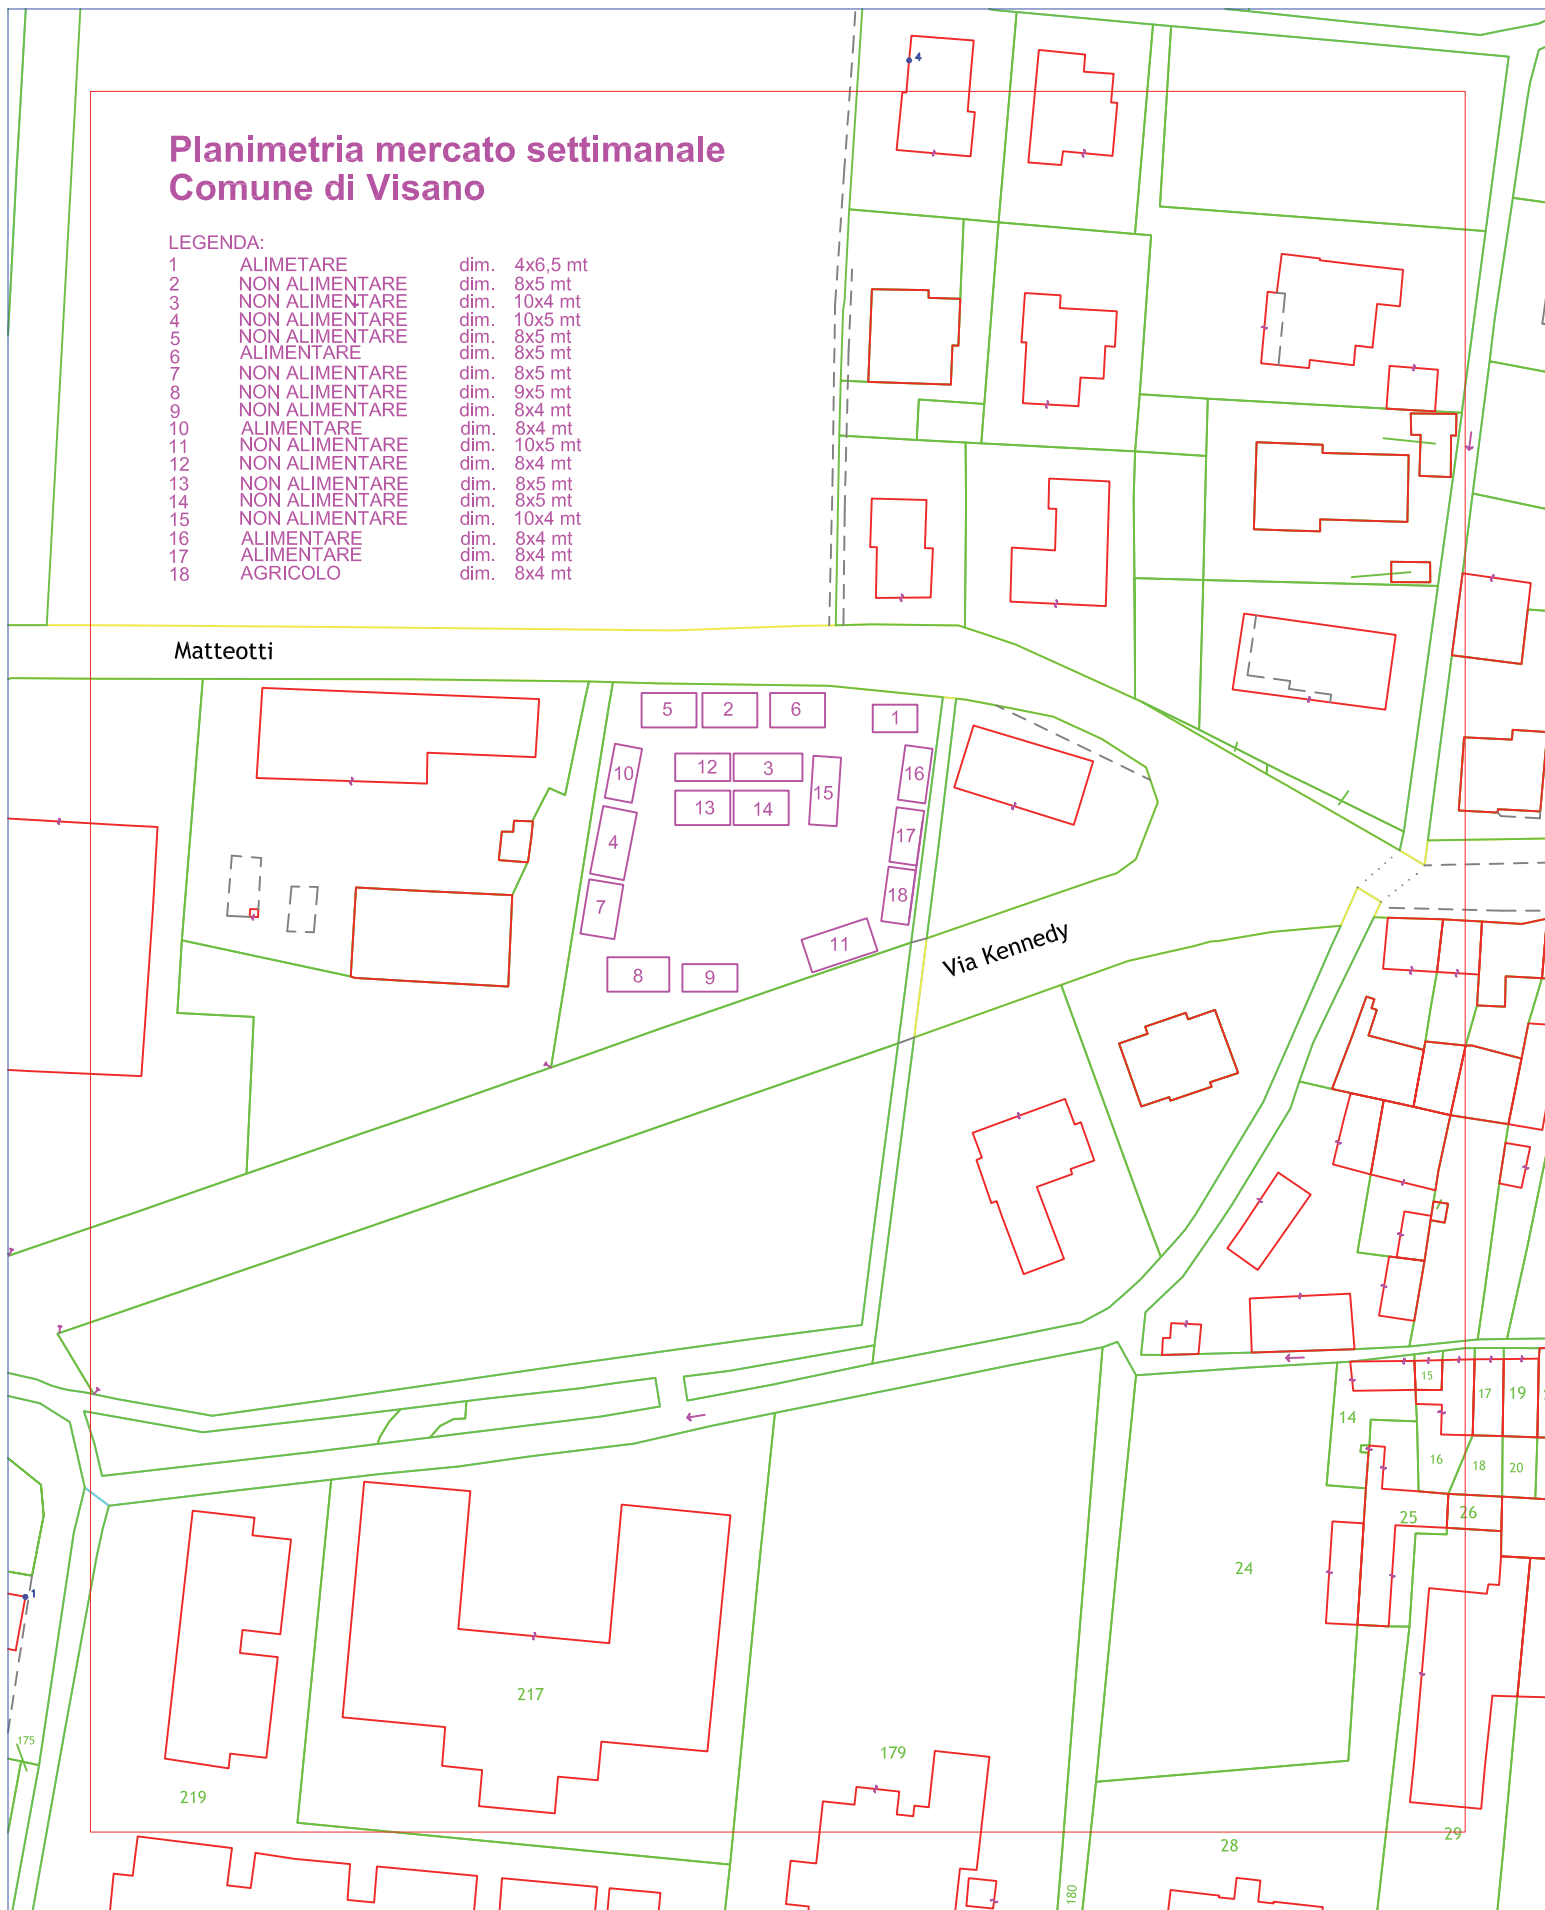 4
Planimetria mercato settimanale
Comune di Visano
LEGENDA:
1 ALIMETARE dim. 4x6,5 mt
2 NON ALIMENTARE dim. 8x5 mt
3 NON ALIMENTARE dim. 10x4 mt
4 NON ALIMENTARE dim. 10x5 mt
5 NON ALIMENTARE dim. 8x5 mt
6 ALIMENTARE dim. 8x5 mt
7 NON ALIMENTARE dim. 8x5 mt
8 NON ALIMENTARE dim. 9x5 mt
9 NON ALIMENTARE dim. 8x4 mt
10 ALIMENTARE dim. 8x4 mt
11 NON ALIMENTARE dim. 10x5 mt
12 NON ALIMENTARE dim. 8x4 mt
13 NON ALIMENTARE dim. 8x5 mt
14 NON ALIMENTARE dim. 8x5 mt
15 NON ALIMENTARE dim. 10x4 mt
16 ALIMENTARE dim. 8x4 mt
17 ALIMENTARE dim. 8x4 mt
18 AGRICOLO dim. 8x4 mt
Matteotti
5 2 6 1
10 12 3 15 16
13 14
4 17
7 18
11
8 9
Via Kennedy
15
17 19
14
16 18 20
25 26
24
1
217
175
179
219
28
29
180